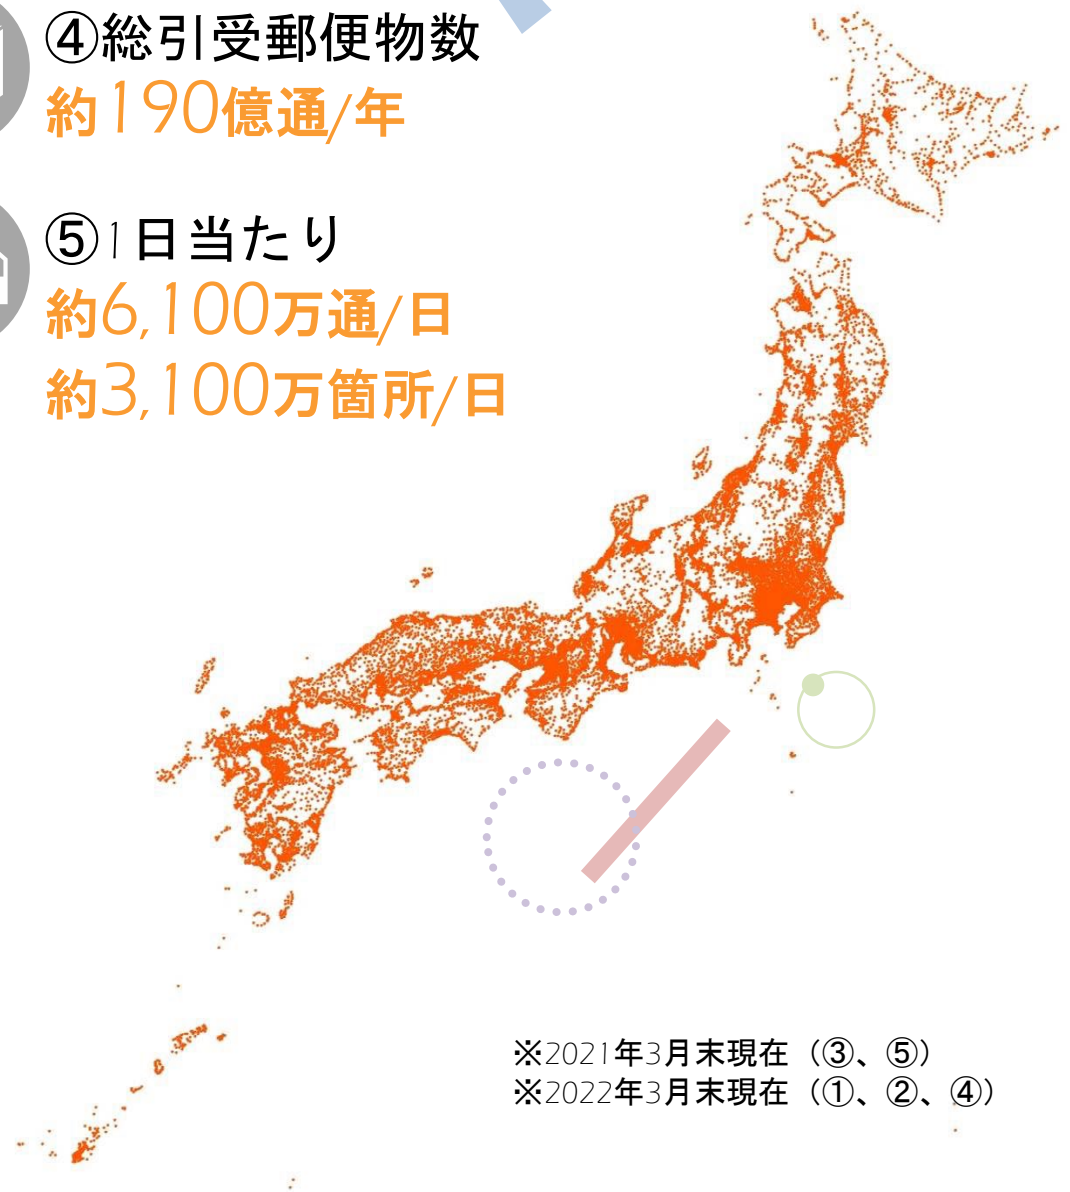 ④総引受郵便物数
約190億通/年
⑤1日当たり
約6,100万通/日
約3,100万箇所/日
※2021年3月末現在（③、⑤）
※2022年3月末現在（①、②、④）